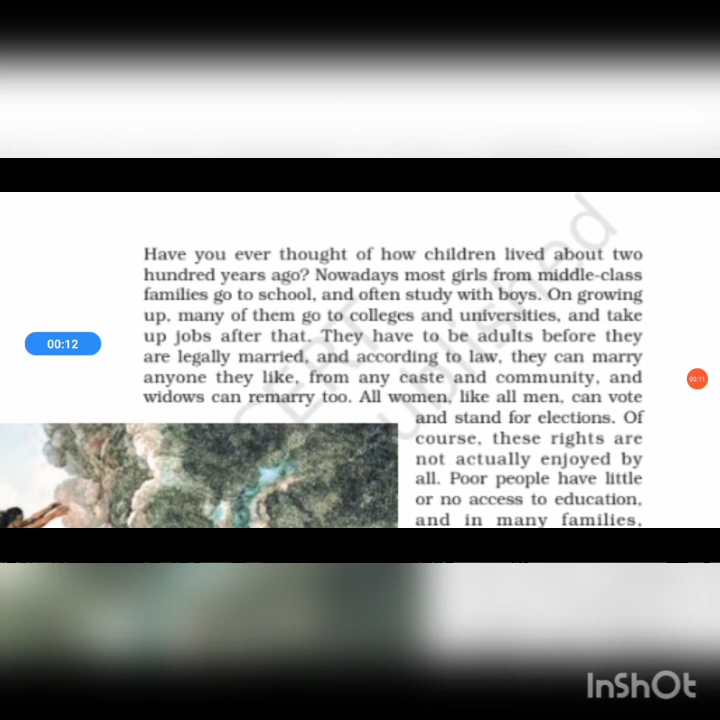 Have you ever thought of how children lived about two
hundred years ago? Nowadays most girls from middle-class
families go to school, and often study with boys. On growing
up, many of them go to colleges and universities, and take
up jobs after that. They have to be adults before they
are legally married, and according to law, they can marry
anyone they like, from any caste and community, and
widows can remarry too. All women, like all men, can vote
and stand for elections. Of
course, these rights are
not actually enjoyed by
all. Poor people have little
or no access to education,
and in many families,
00:12
00:11
CERT
ublished
InShOt